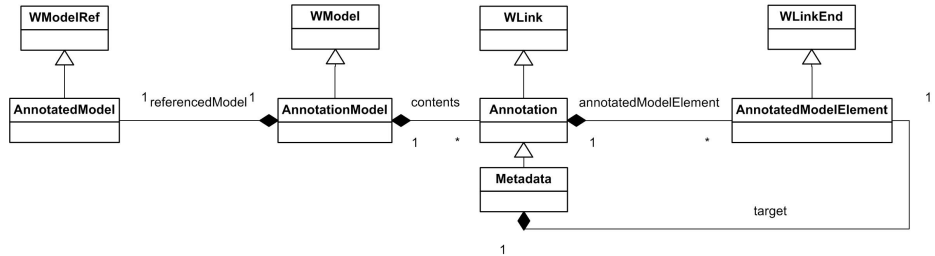 WModelRef
WModel
WLink
WLinkEnd
AnnotatedModel
1 referencedModel 1
AnnotationModel
contents
1 *
Annotation
annotatedModelElement
1 *
AnnotatedModelElement
1
Metadata
target
1